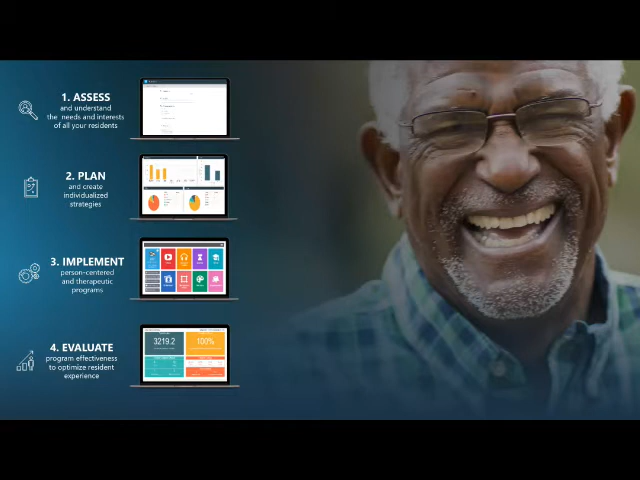 1. ASSESS
and understand
the needs and interests
of all your residents
2. PLAN
and create
individualized
strategies
3. IMPLEMENT
person-centered
and therapeutic
programs
4. EVALUATE
program effectiveness
to optimize resident
experience
3219.2
100%